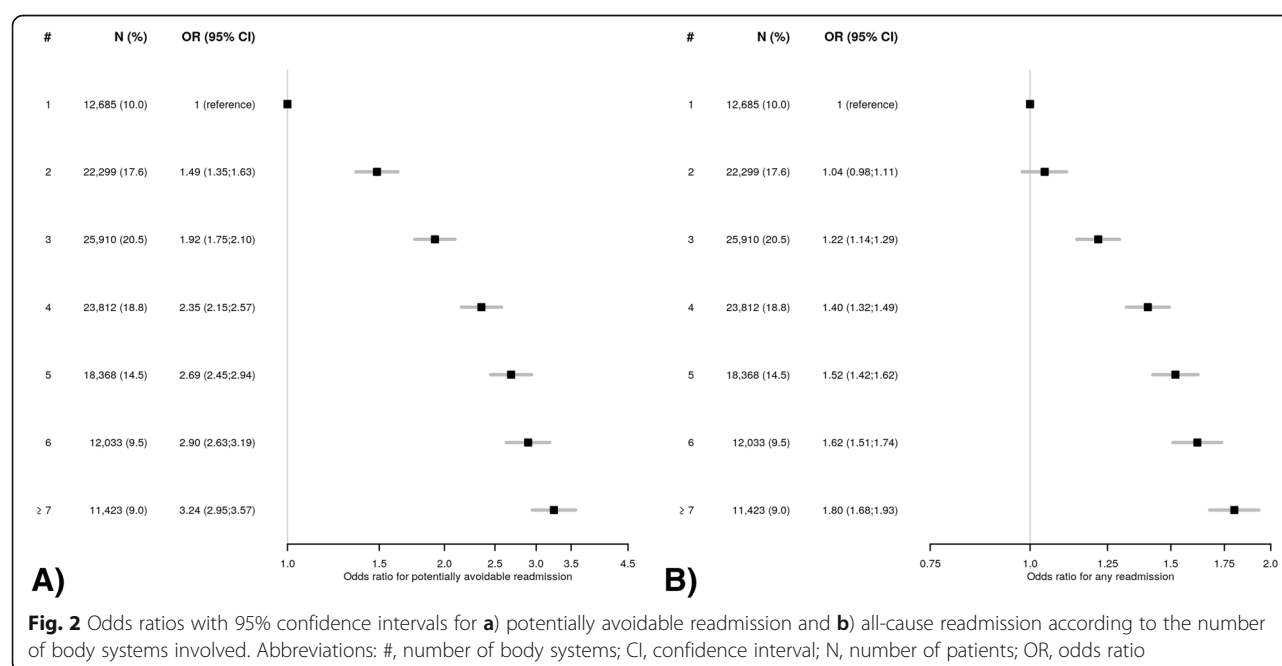 # N (%) OR (95% CI)
1 12,685 (10.0) 1 (reference)
2 22,299 (17.6) 1.49 (1.35;1.63)
3 25,910 (20.5) 1.92 (1.75;2.10)
4 23,812 (18.8) 2.35 (2.15;2.57)
5 18,368 (14.5) 2.69 (2.45;2.94)
6 12,033 (9.5) 2.90 (2.63;3.19)
≥ 7 11,423 (9.0) 3.24 (2.95;3.57)
1.0 1.5 2.0 2.5 3.0 3.5 4.5
Odds ratio for potentially avoidable readmission
A)
# N (%) OR (95% CI)
1 12,685 (10.0) 1 (reference)
2 22,299 (17.6) 1.04 (0.98;1.11)
3 25,910 (20.5) 1.22 (1.14;1.29)
4 23,812 (18.8) 1.40 (1.32;1.49)
5 18,368 (14.5) 1.52 (1.42;1.62)
6 12,033 (9.5) 1.62 (1.51;1.74)
≥ 7 11,423 (9.0) 1.80 (1.68;1.93)
0.75 1.0 1.25 1.5 1.75 2.0
Odds ratio for any readmission
B)
Fig. 2 Odds ratios with 95% confidence intervals for a) potentially avoidable readmission and b) all-cause readmission according to the number
of body systems involved. Abbreviations: #, number of body systems; CI, confidence interval; N, number of patients; OR, odds ratio